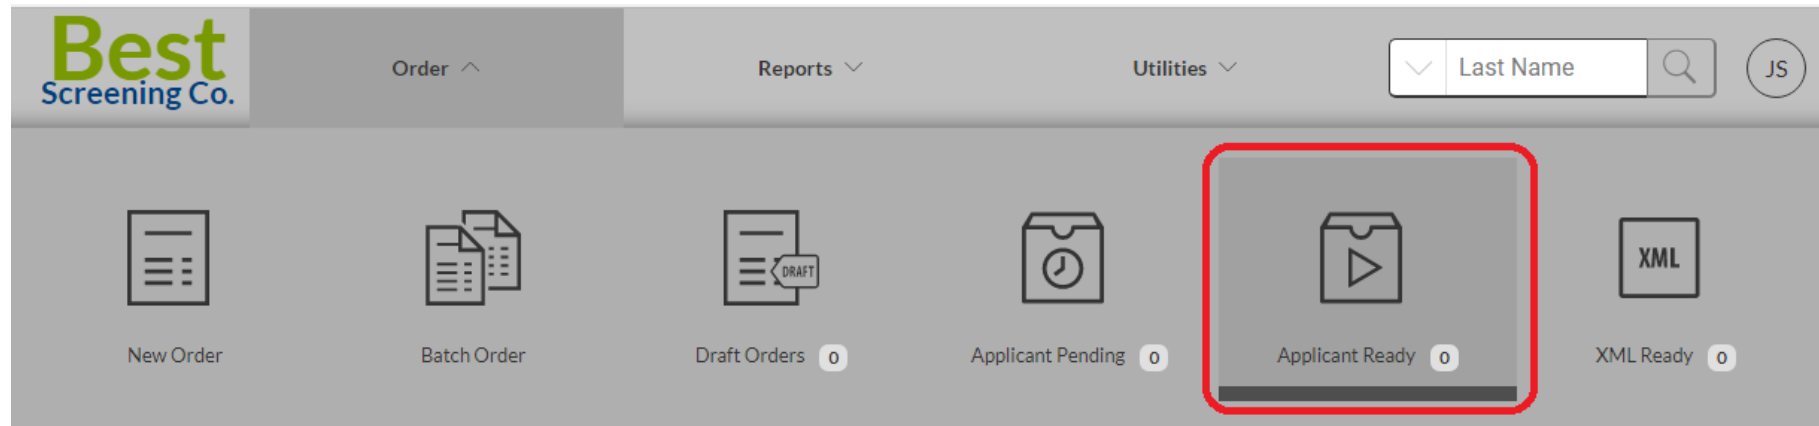 Best
Screening Co.
Order
Reports
Utilities
Last Name
JS
DRAFT
XML
New Order
Batch Order
Draft Orders 0
Applicant Pending 0
Applicant Ready 0
XML Ready 0